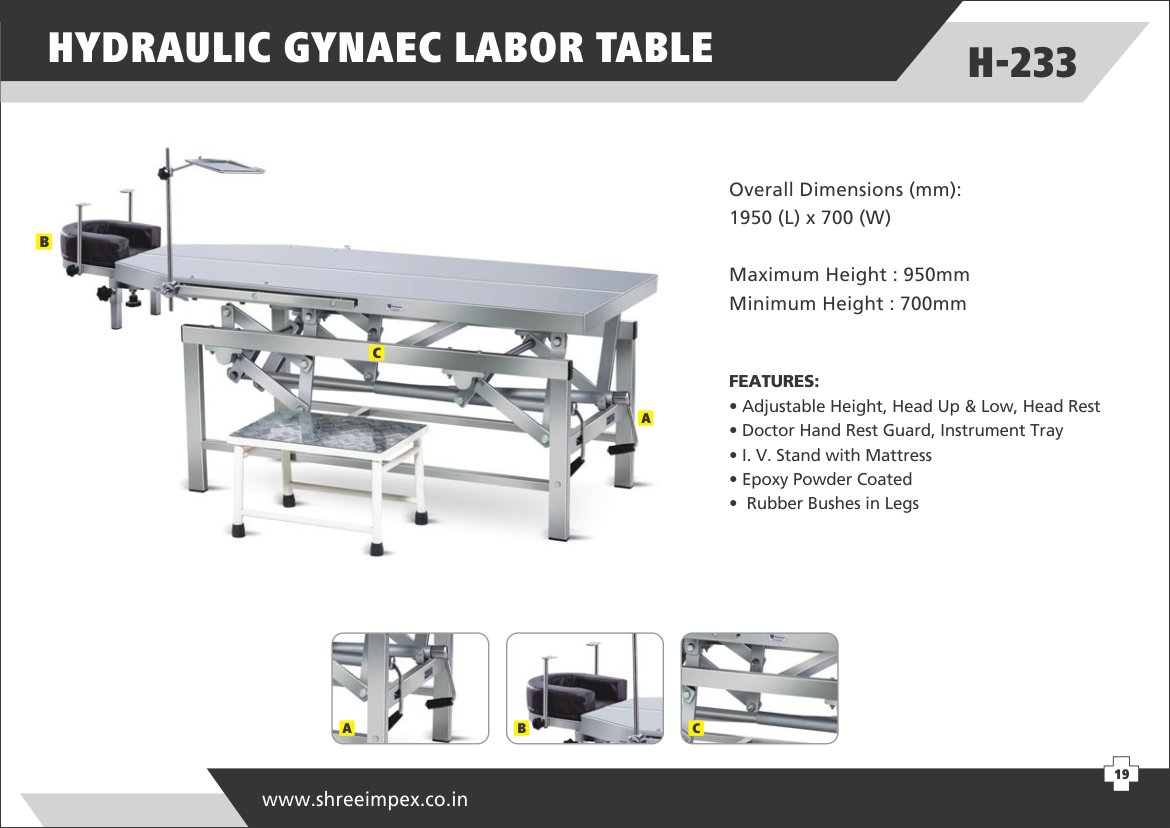 HYDRAULIC GYNAEC LABOR TABLE
H-233
Overall Dimensions (mm):
1950 (L) x 700 (W)
Maximum Height : 950mm
Minimum Height : 700mm
FEATURES:
• Adjustable Height, Head Up & Low, Head Rest
• Doctor Hand Rest Guard, Instrument Tray
• I. V. Stand with Mattress
• Epoxy Powder Coated
•  Rubber Bushes in Legs
B
C
A
A
B
C
www.shreeimpex.co.in
19